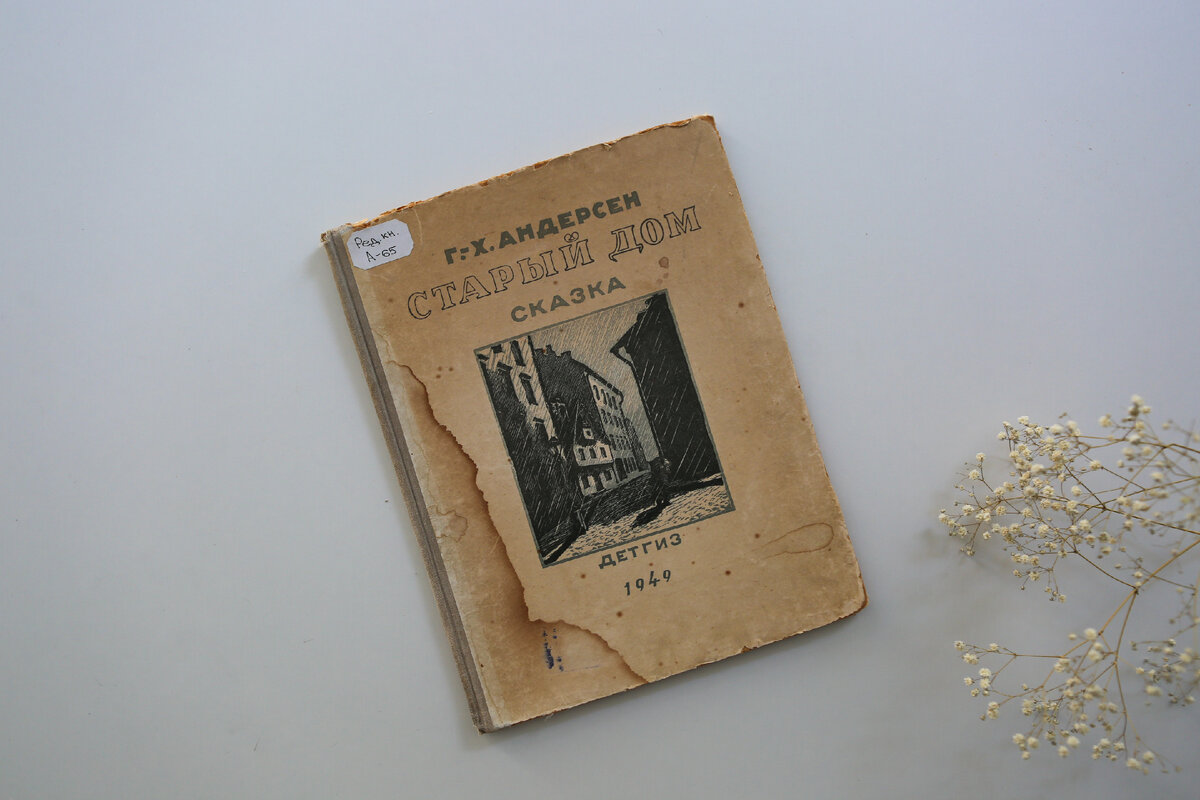 Ред.кн.
А-65
Г.-Х. АНДЕРСЕН
СТАРЫЙ ДОМ
СКАЗКА
ДЕТГИЗ
1949